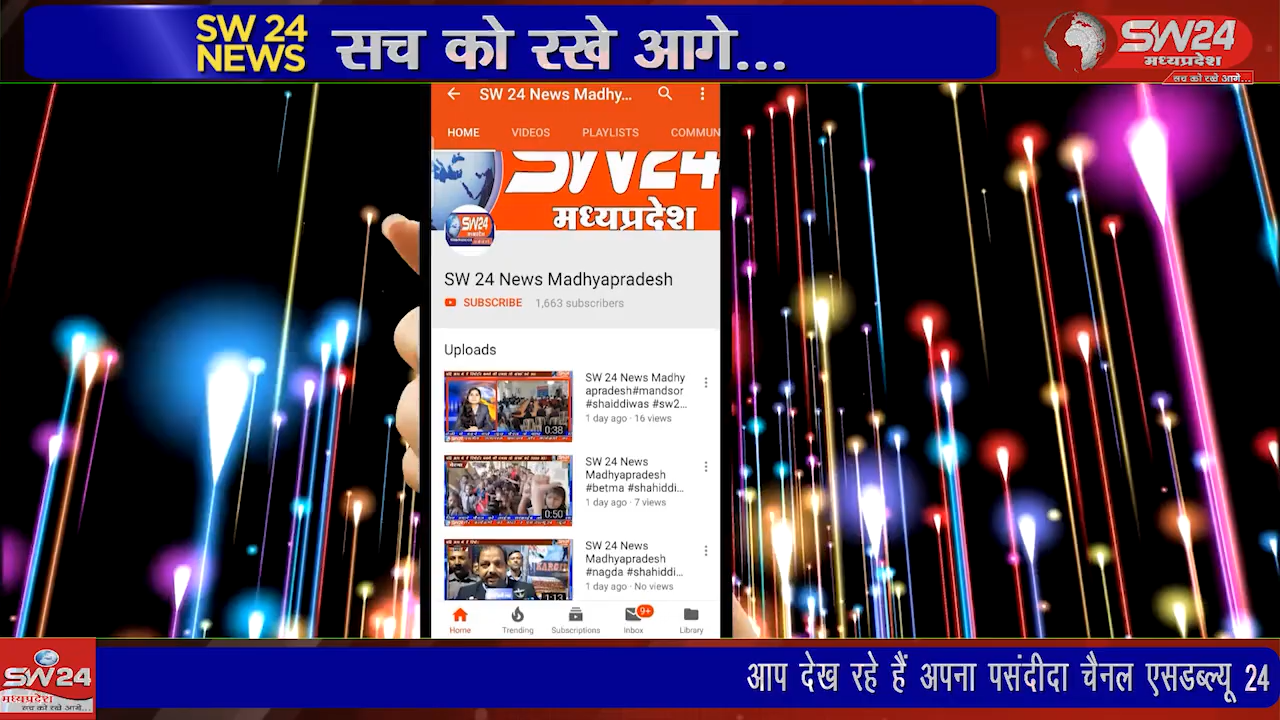 SW 24
NEWS
सच को रखे आगे...
SW24
मध्यप्रदेश
सच को रखे आगे...
SW 24 News Madhy...
HOME VIDEOS PLAYLISTS COMMUN
SW24
मध्यप्रदेश
SW24
SW 24 News Madhyapradesh
SUBSCRIBE 1,663 subscribers
Uploads
SW 24 News Madhy
apradesh#mandsor
#shaiddiwas #sw2...
1 day ago · 16 views
0:38
SW 24 News
Madhyapradesh
#betma #shahiddi...
1 day ago · 7 views
0:50
SW 24 News
Madhyapradesh
#nagda #shahiddi...
1 day ago · No views
1:13
Home Trending Subscriptions Inbox 9+ Library
SW24
मध्यप्रदेश
सच को रखे आगे...
आप देख रहे हैं अपना पसंदीदा चैनल एसडब्ल्यू 24